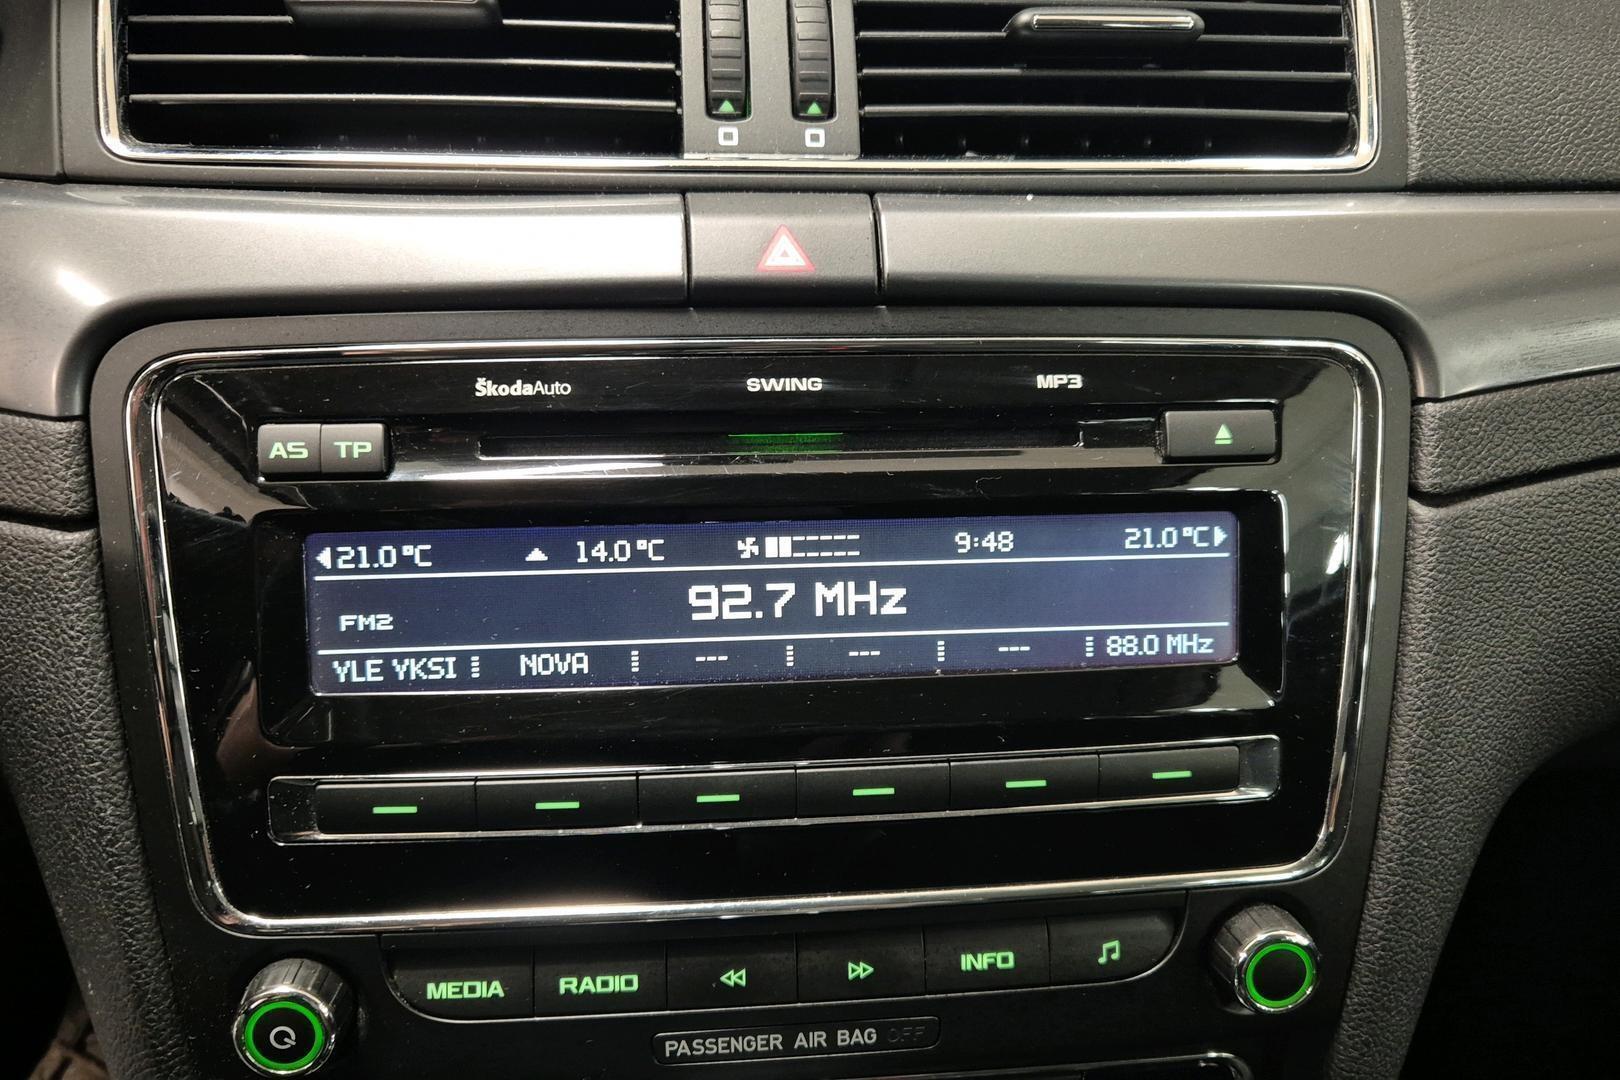 ŠkodaAuto SWING MP3
AS TP
21.0°C 14.0°C 9:48 21.0°C
92.7 MHz
FM2
YLE YKSI NOVA --- --- --- 88.0 MHz
MEDIA RADIO INFO
PASSENGER AIR BAG OFF